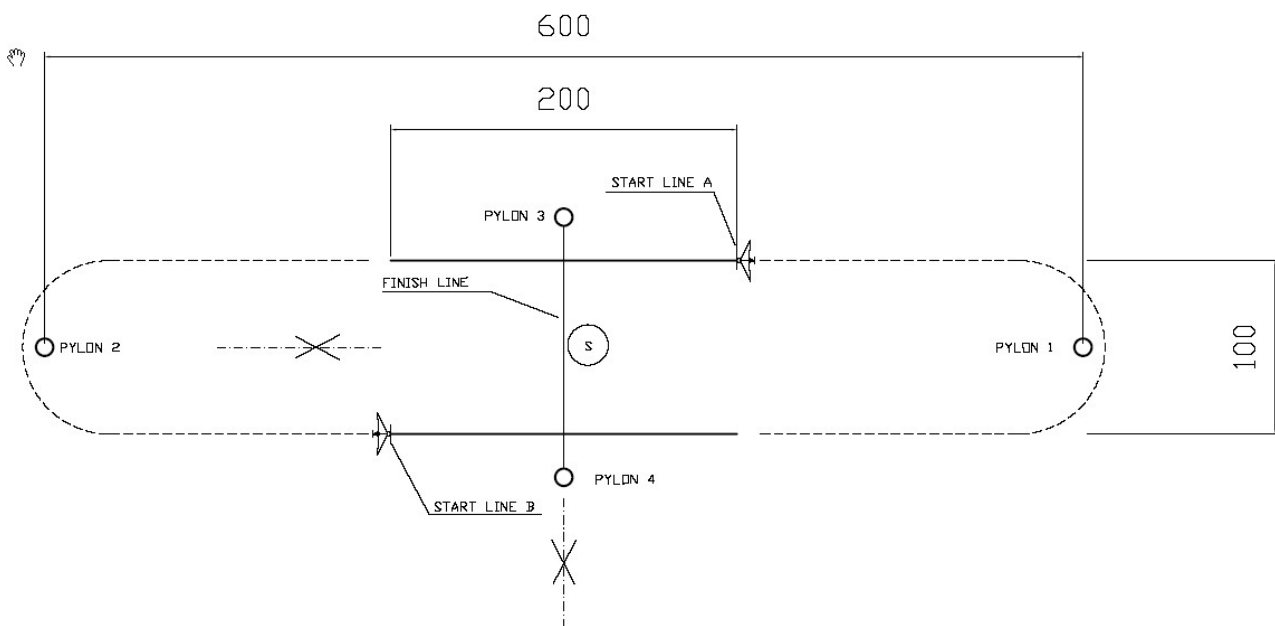 600
200
START LINE A
PYLON 3
FINISH LINE
S
PYLON 2
PYLON 1
100
PYLON 4
START LINE B